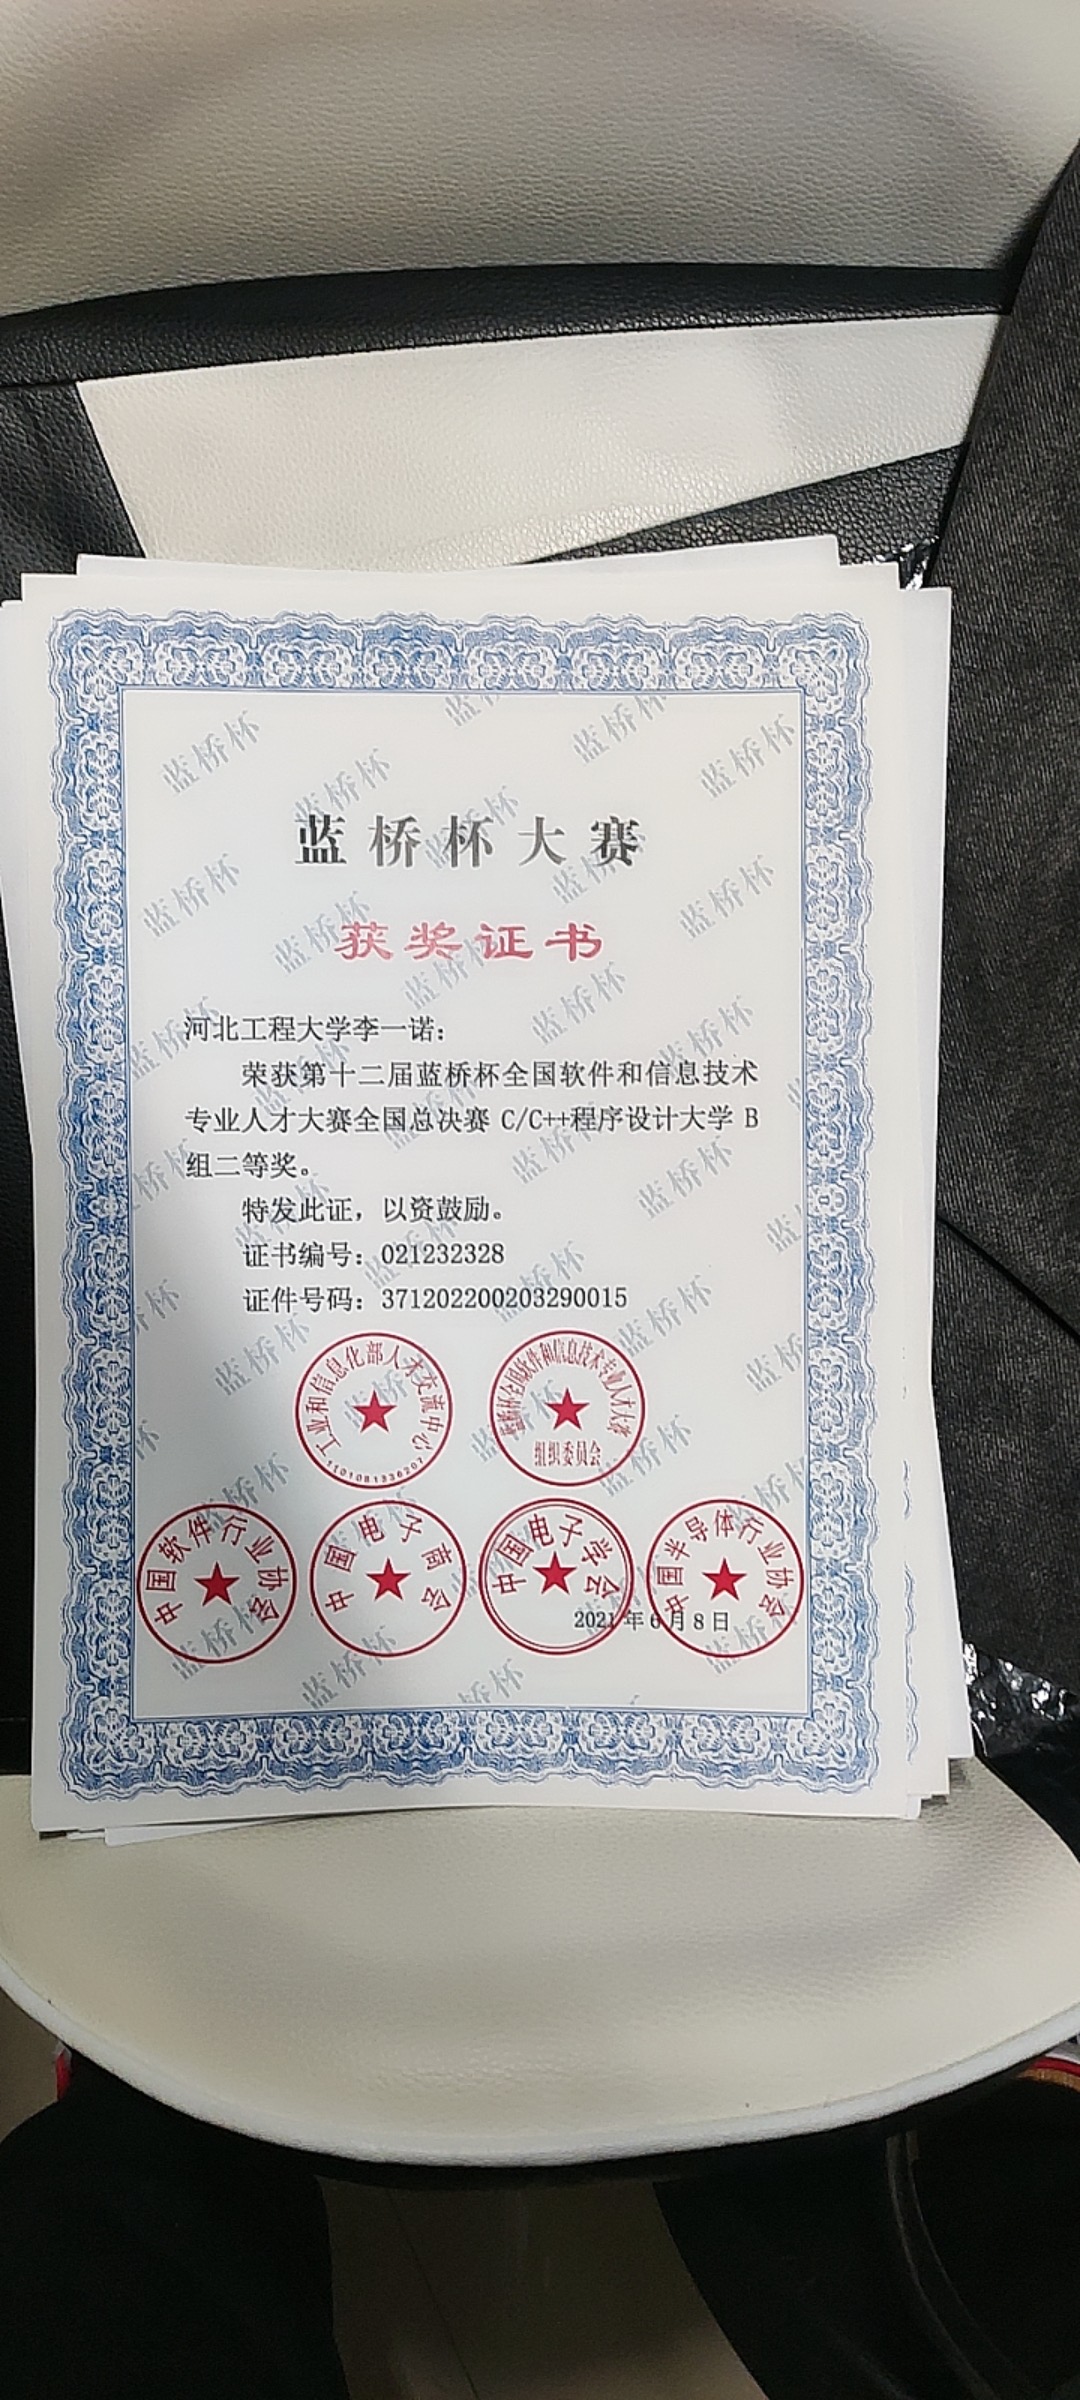 蓝桥杯大赛
获奖证书
河北工程大学李一诺：
荣获第十二届蓝桥杯全国软件和信息技术
专业人才大赛全国总决赛 C/C++程序设计大学 B
组二等奖。
特发此证，以资鼓励。
证书编号：021232328
证件号码：371202200203290015
工业和信息化部人才交流中心
1101081336207
蓝桥杯全国软件和信息技术专业人才大赛
组织委员会
中国软件行业协会
中国电子商会
中国电子学会
中国半导体行业协会
2021 年 6 月 8 日
蓝桥杯